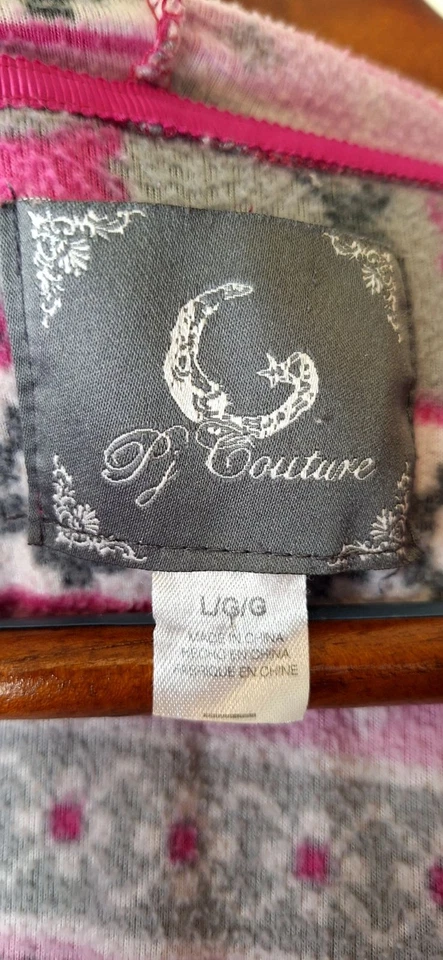 Pj Couture
L/G/G
MADE IN CHINA
HECHO EN CHINA
FABRIQUE EN CHINE